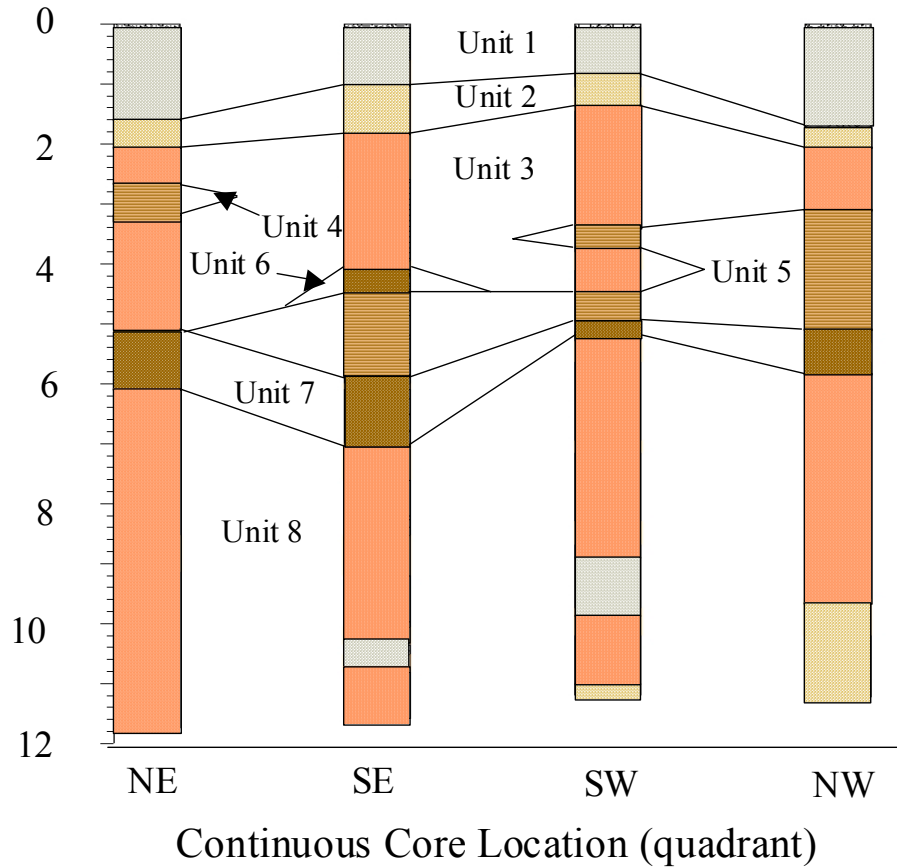 0
Unit 1
Unit 2
2
Unit 3
Unit 4
Unit 6
4
Unit 5
6
Unit 7
8
Unit 8
10
12
NE SE SW NW
Continuous Core Location (quadrant)